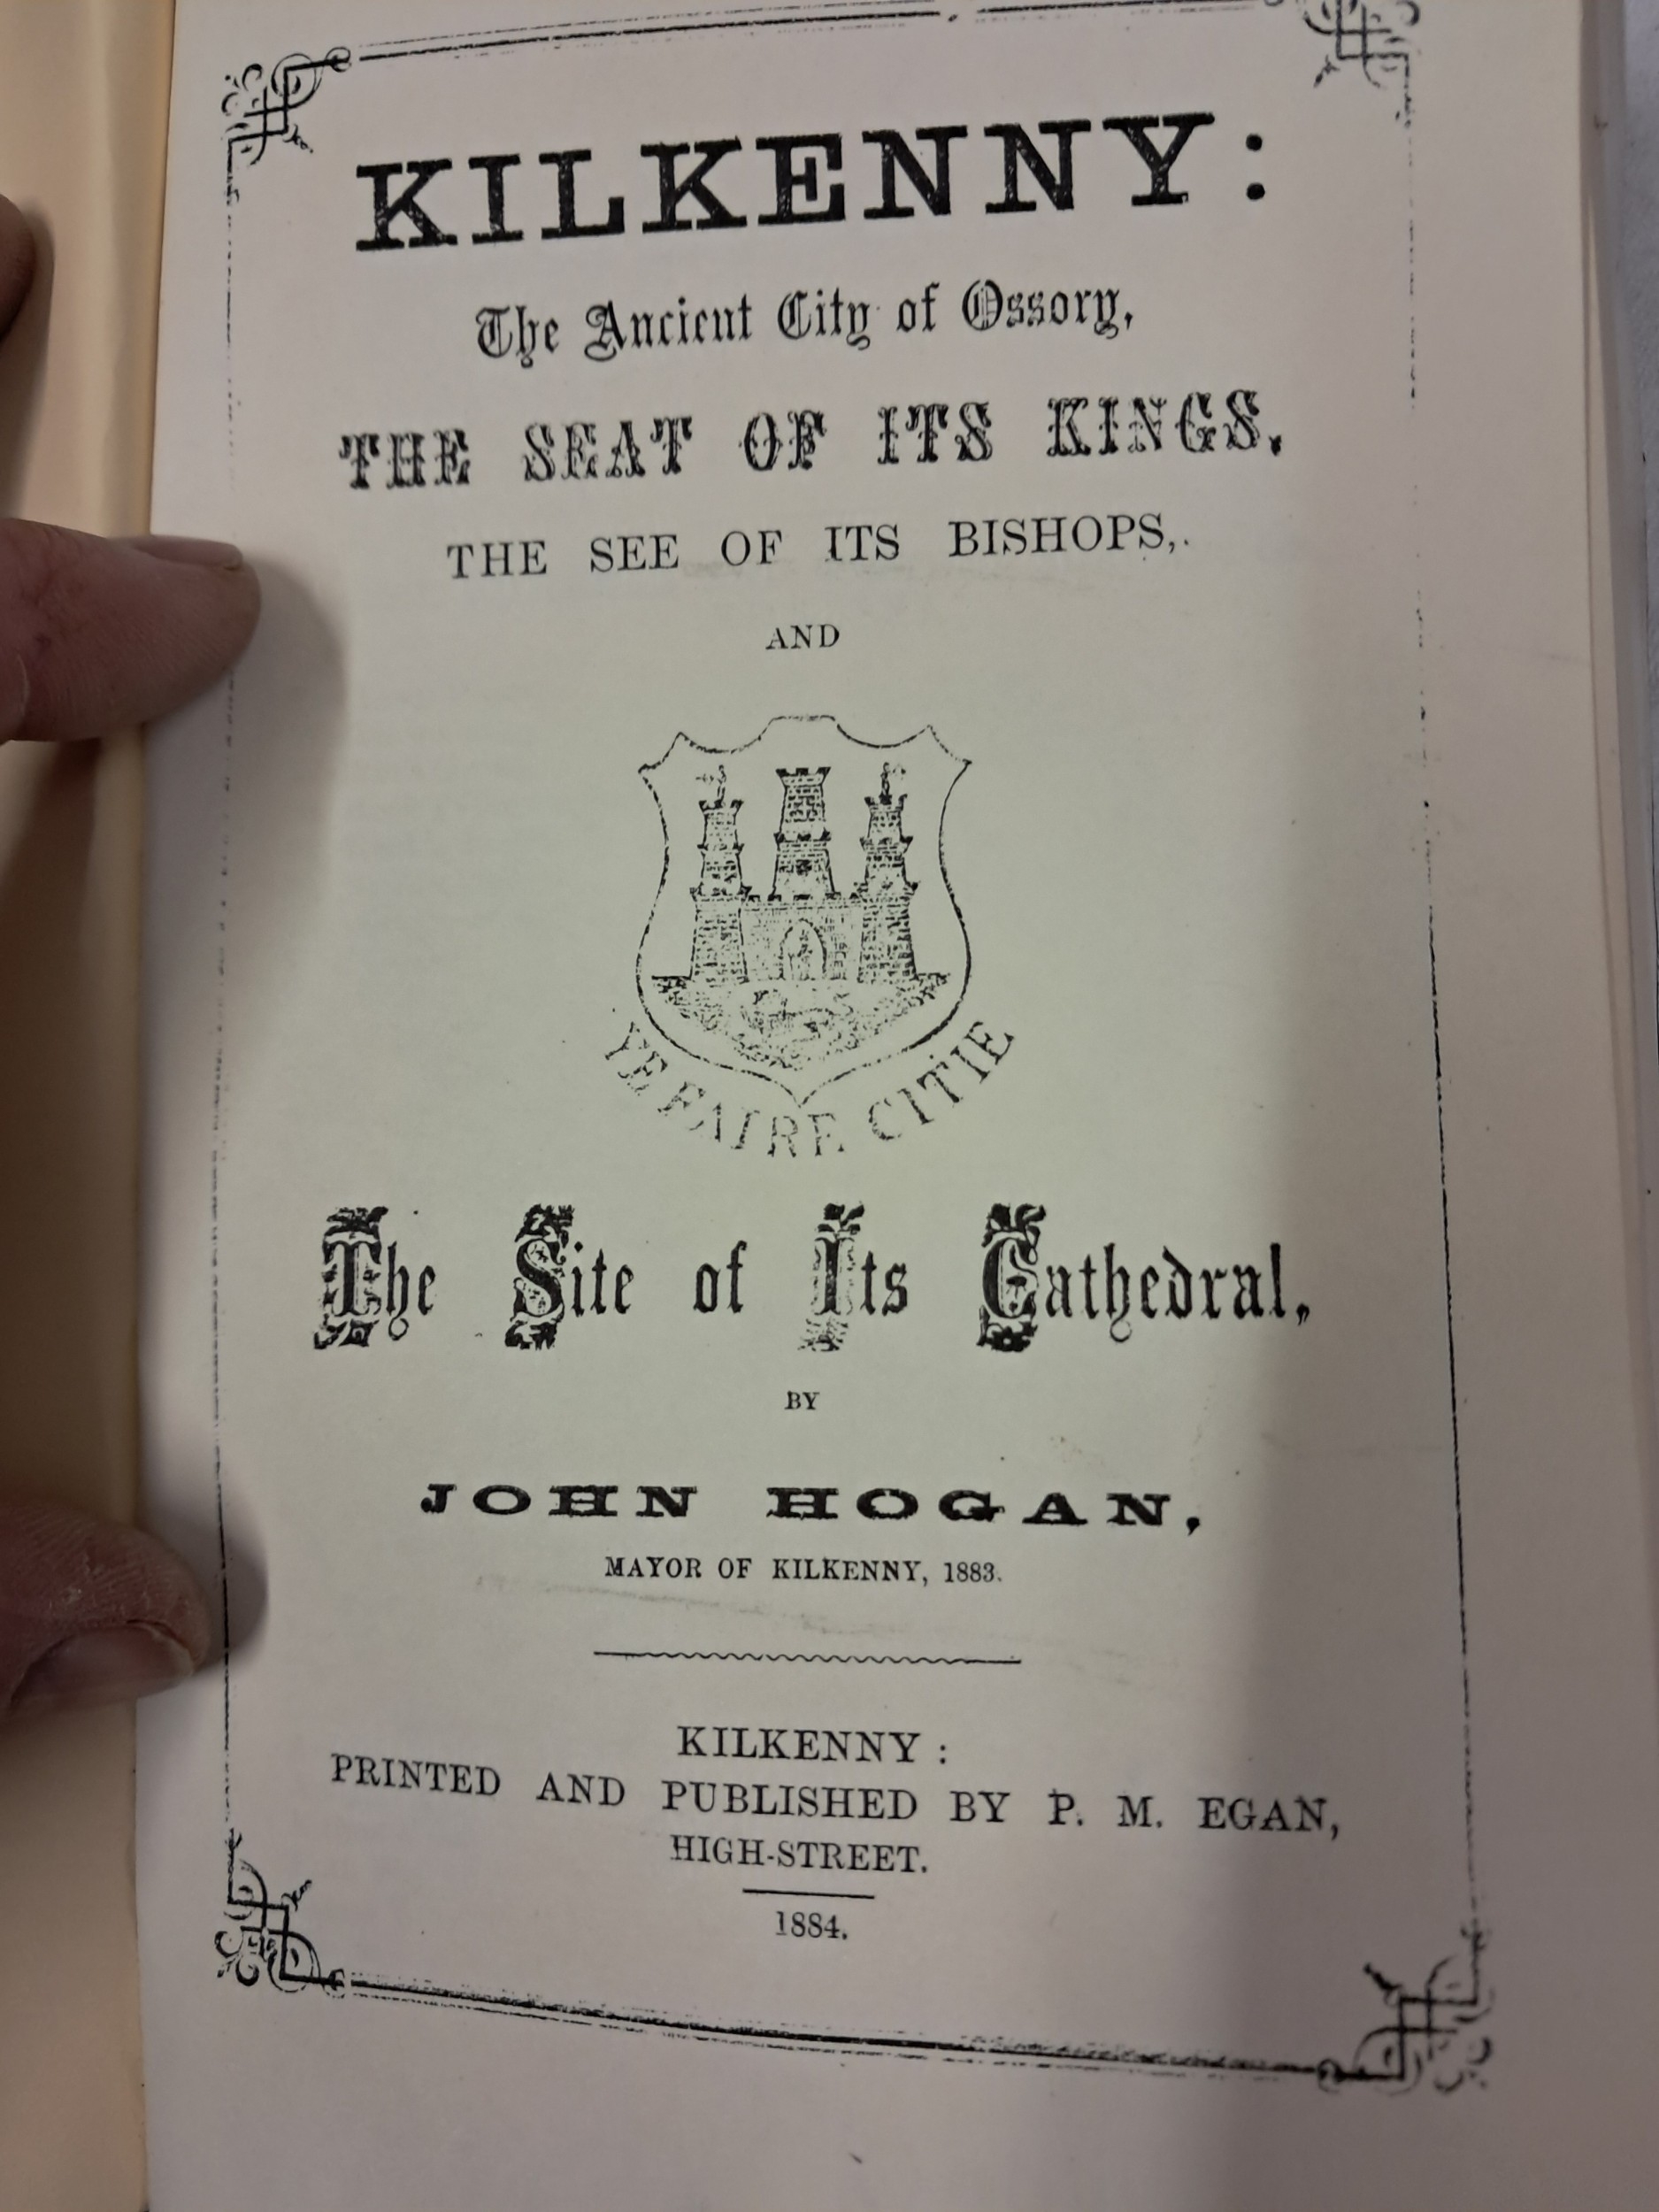 KILKENNY:
The Ancient City of Ossory,
THE SEAT OF ITS KINGS,
THE SEE OF ITS BISHOPS,
AND
YE FAIRE CITIE
The Site of Its Cathedral,
BY
JOHN HOGAN,
MAYOR OF KILKENNY, 1883.
KILKENNY :
PRINTED AND PUBLISHED BY P. M. EGAN,
HIGH-STREET.
1884.